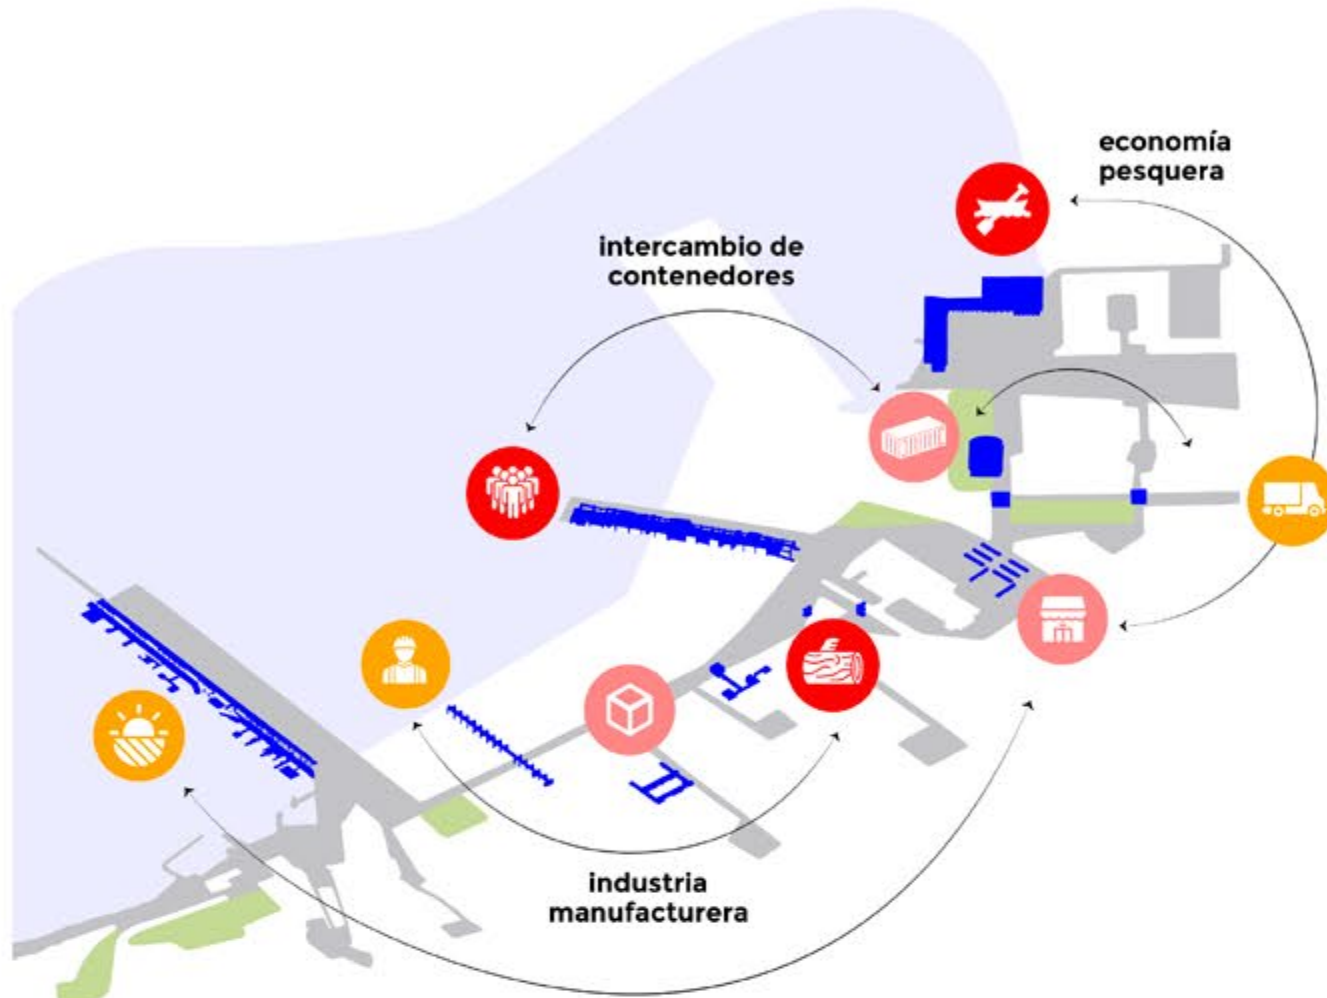 economía
pesquera
intercambio de
contenedores
industria
manufacturera